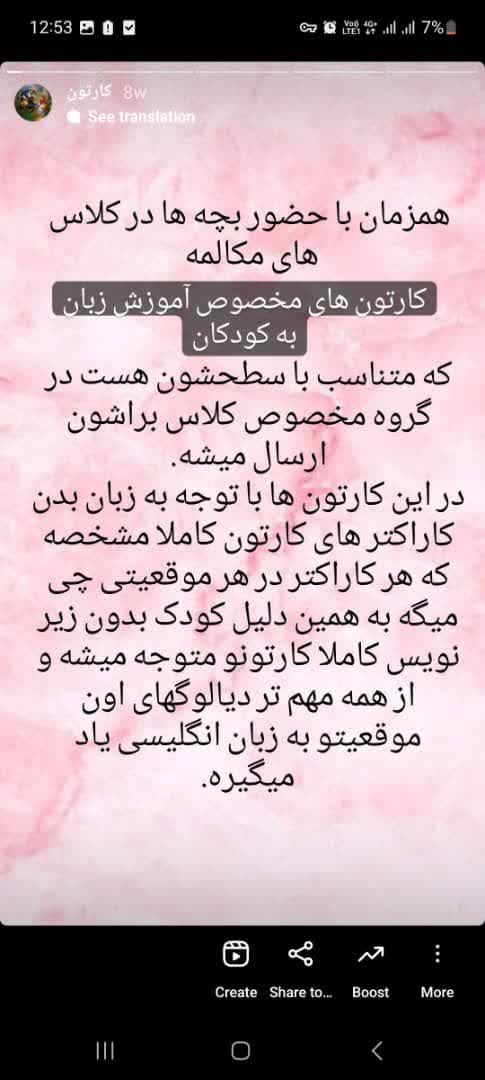 12:53
Vo) 4G+
LTE1
7%
کارتون 8w
See translation
همزمان با حضور بچه ها در کلاس
های مکالمه
کارتون های مخصوص آموزش زبان
به کودکان
که متناسب با سطحشون هست در
گروه مخصوص کلاس براشون
ارسال میشه.
در این کارتون ها با توجه به زبان بدن
کاراکتر های کارتون کاملا مشخصه
که هر کاراکتر در هر موقعیتی چی
میگه به همین دلیل کودک بدون زیر
نویس کاملا کارتونو متوجه میشه و
از همه مهم تر دیالوگهای اون
موقعیتو به زبان انگلیسی یاد
میگیره.
Create Share to... Boost More